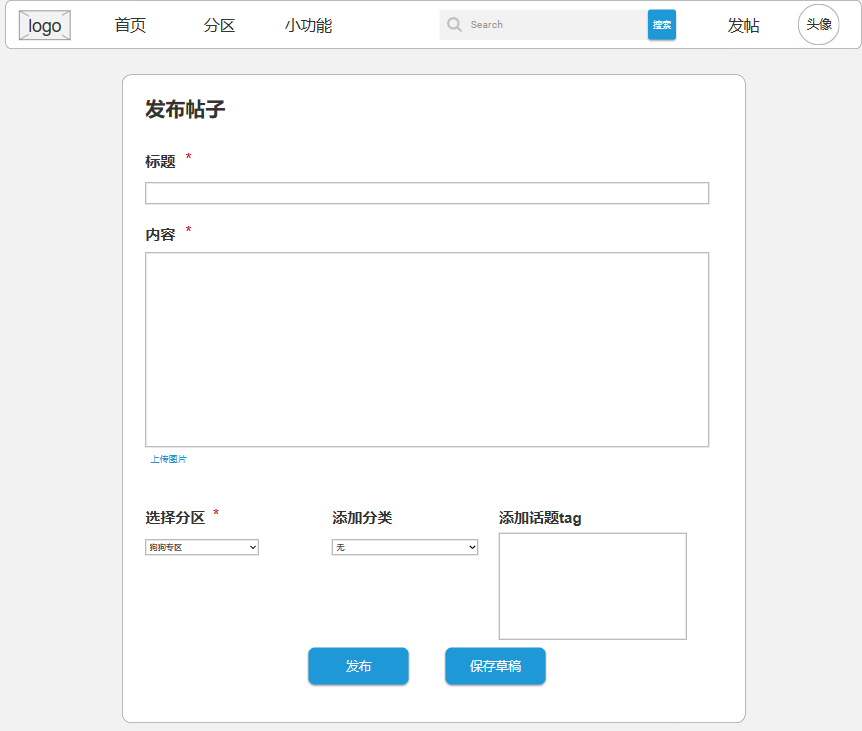 logo 首页 分区 小功能 Search 搜索 发帖 头像
发布帖子
标题 *
内容 *
上传图片
选择分区 * 添加分类 添加话题tag
狗狗专区 无
发布 保存草稿